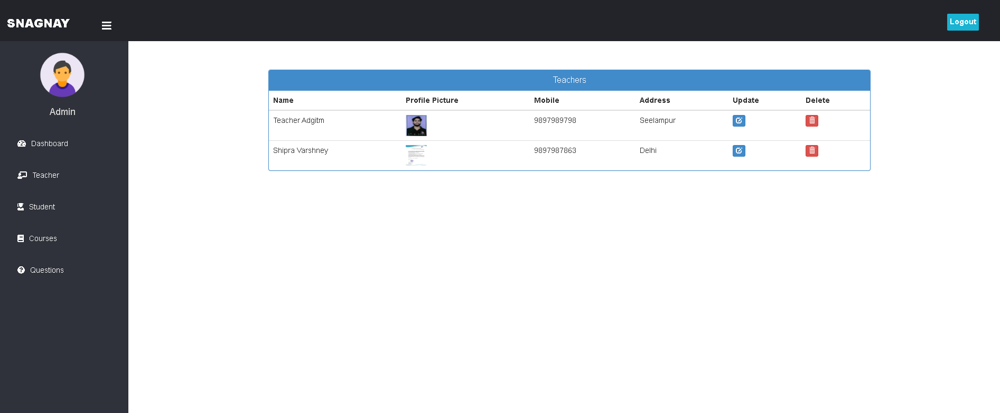 SNAGNAY
Logout
Admin
Dashboard
Teacher
Student
Courses
Questions
Teachers
Name Profile Picture Mobile Address Update Delete
Teacher Adgitm 9897989798 Seelampur
Shipra Varshney 9897987863 Delhi